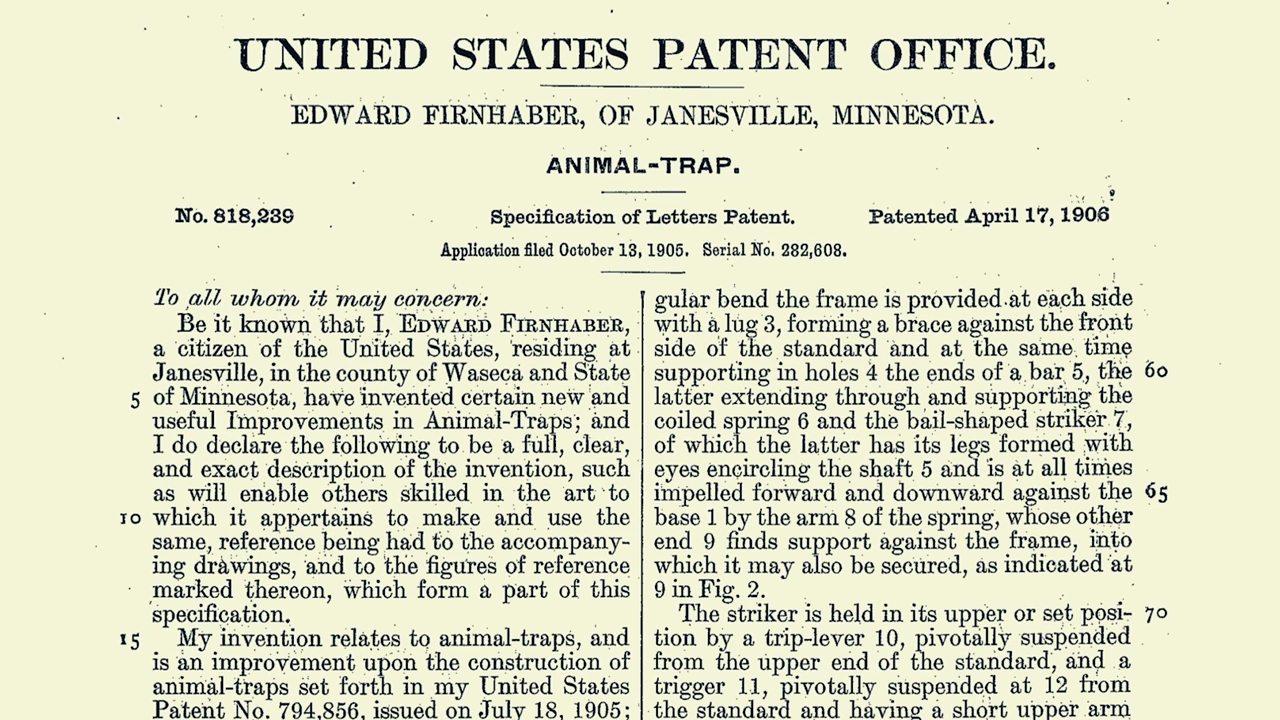 UNITED STATES PATENT OFFICE.
EDWARD FIRNHABER, OF JANESVILLE, MINNESOTA.
ANIMAL-TRAP.
No. 818,239
Specification of Letters Patent.
Patented April 17, 1906
Application filed October 13, 1905. Serial No. 282,608.
To all whom it may concern:
Be it known that I, EDWARD FIRNHABER,
a citizen of the United States, residing at
Janesville, in the county of Waseca and State
5 of Minnesota, have invented certain new and
useful Improvements in Animal-Traps; and
I do declare the following to be a full, clear,
and exact description of the invention, such
as will enable others skilled in the art to
10 which it appertains to make and use the
same, reference being had to the accompany-
ing drawings, and to the figures of reference
marked thereon, which form a part of this
specification.
15 My invention relates to animal-traps, and
is an improvement upon the construction of
animal-traps set forth in my United States
Patent No. 794,856, issued on July 18, 1905;
gular bend the frame is provided at each side
with a lug 3, forming a brace against the front
side of the standard and at the same time
supporting in holes 4 the ends of a bar 5, the 60
latter extending through and supporting the
coiled spring 6 and the bail-shaped striker 7,
of which the latter has its legs formed with
eyes encircling the shaft 5 and is at all times
impelled forward and downward against the 65
base 1 by the arm 8 of the spring, whose other
end 9 finds support against the frame, into
which it may also be secured, as indicated at
9 in Fig. 2.
The striker is held in its upper or set posi- 70
tion by a trip-lever 10, pivotally suspended
from the upper end of the standard, and a
trigger 11, pivotally suspended at 12 from
the standard and having a short upper arm